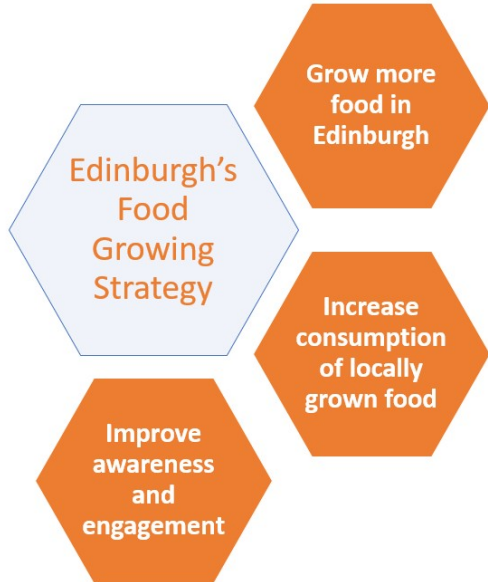 Edinburgh's
Food
Growing
Strategy
Grow more
food in
Edinburgh
Increase
consumption
of locally
grown food
Improve
awareness
and
engagement